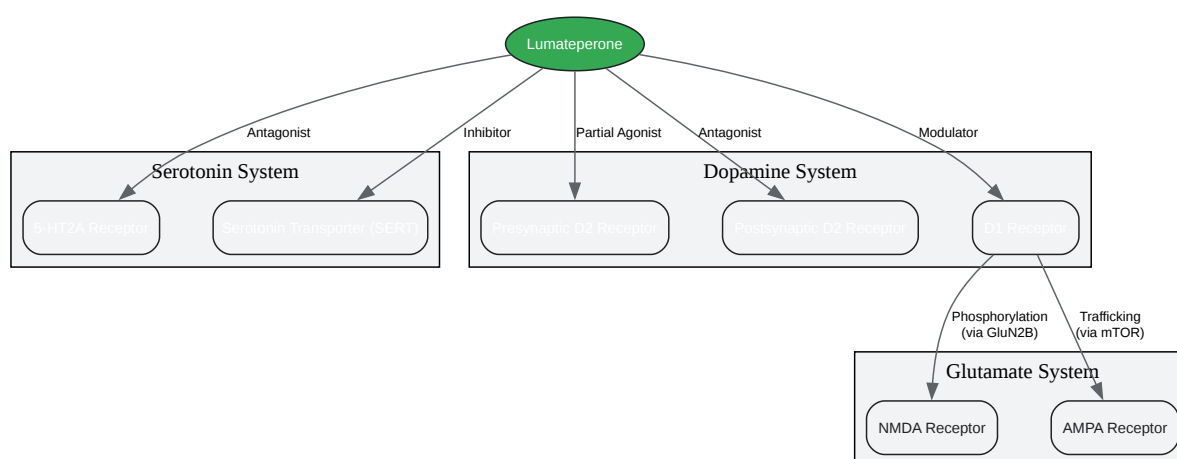 Lumateperone
Antagonist
Inhibitor
Partial Agonist
Antagonist
Modulator
Serotonin System
Dopamine System
5-HT2A Receptor
Serotonin Transporter (SERT)
Presynaptic D2 Receptor
Postsynaptic D2 Receptor
D1 Receptor
Phosphorylation
(via GluN2B)
Trafficking
(via mTOR)
Glutamate System
NMDA Receptor
AMPA Receptor